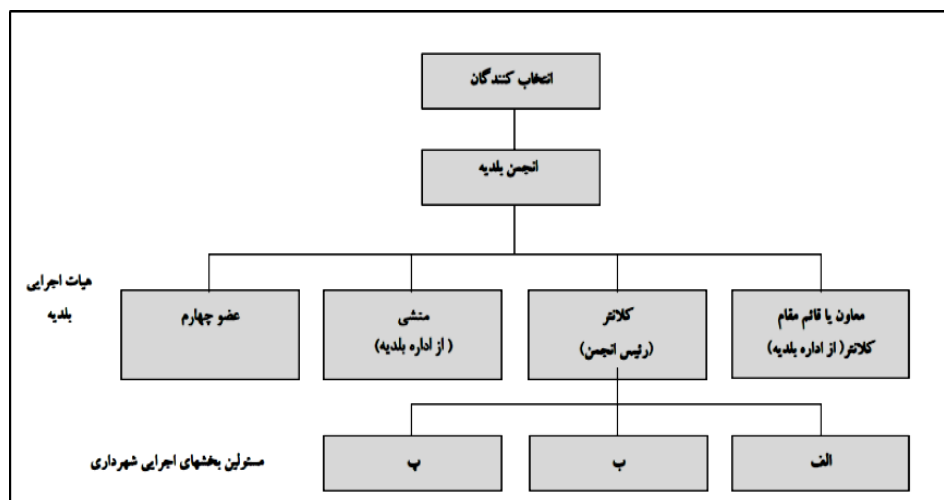 انتخاب کنندگان
انجمن بلدیه
هیات اجرایی
بلدیه
معاون یا قائم مقام
کلانتر( از اداره بلدیه)
کلانتر
(رئیس انجمن)
منشی
( از اداره بلدیه)
عضو چهارم
مسئولین بخشهای اجرایی شهرداری
الف
ب
پ